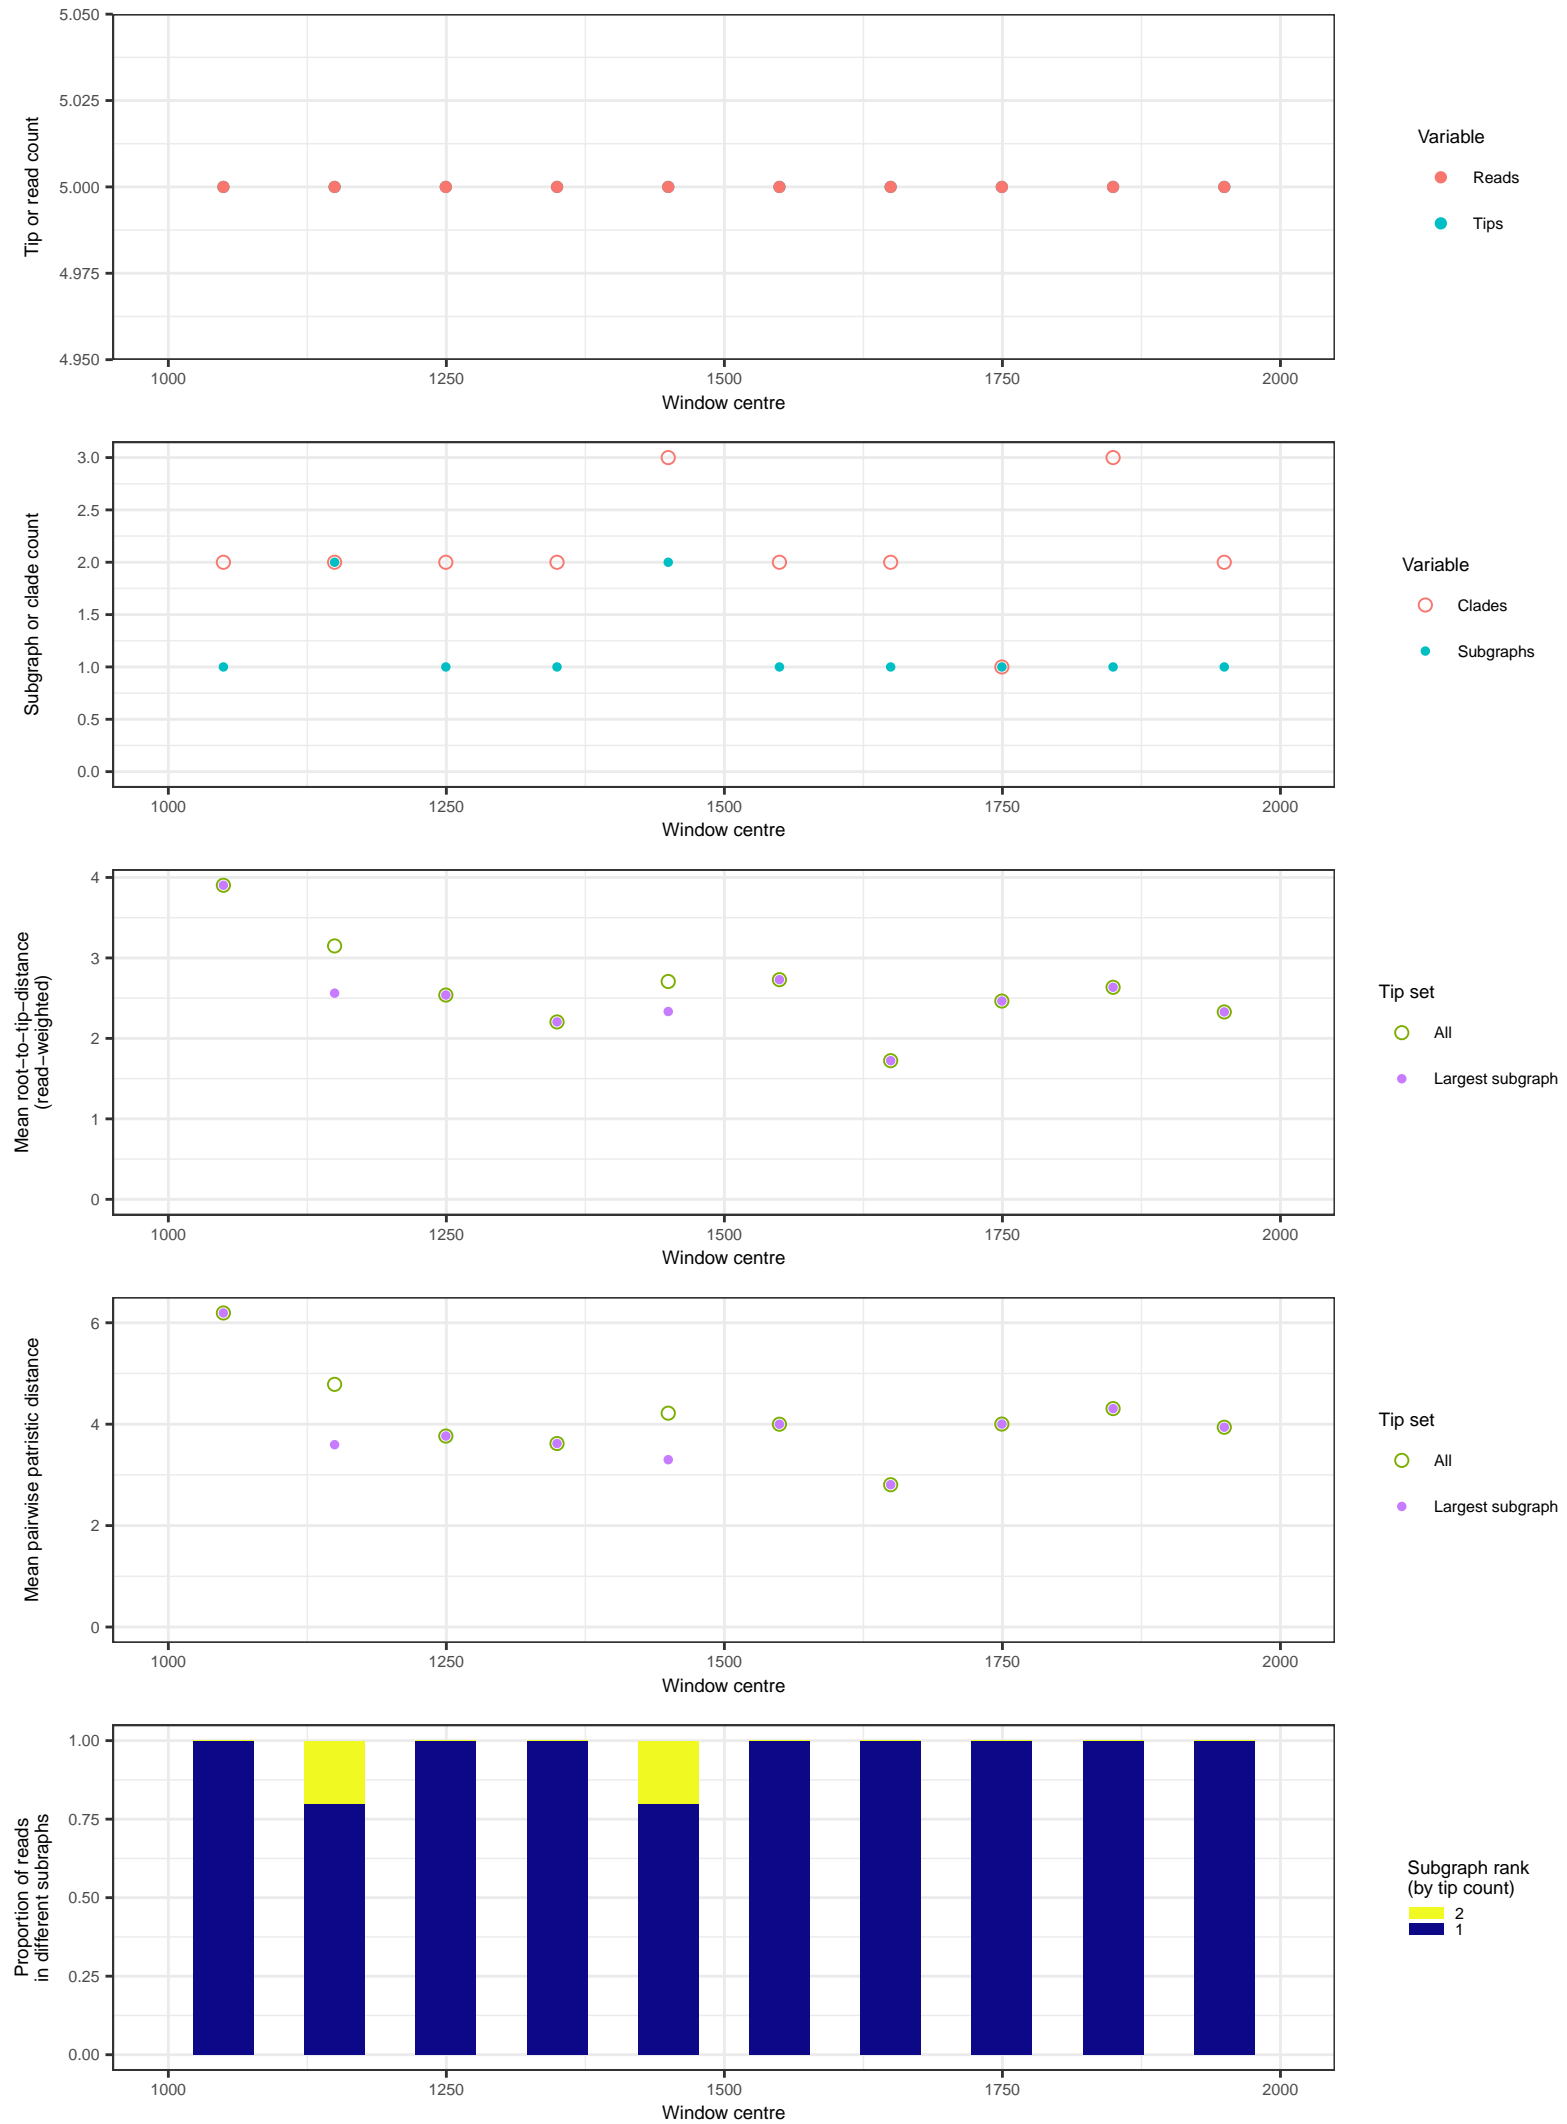 5.050
5.025
5.000
4.975
4.950
Tip or read count
1000 1250 1500 1750 2000
Window centre
Variable
Reads
Tips
3.0
2.5
2.0
1.5
1.0
0.5
0.0
Subgraph or clade count
1000 1250 1500 1750 2000
Window centre
Variable
Clades
Subgraphs
4
3
2
1
0
Mean root−to−tip−distance
(read−weighted)
1000 1250 1500 1750 2000
Window centre
Tip set
All
Largest subgraph
6
4
2
0
Mean pairwise patristic distance
1000 1250 1500 1750 2000
Window centre
Tip set
All
Largest subgraph
1.00
0.75
0.50
0.25
0.00
Proportion of reads
in different subraphs
1000 1250 1500 1750 2000
Window centre
Subgraph rank
(by tip count)
2
1